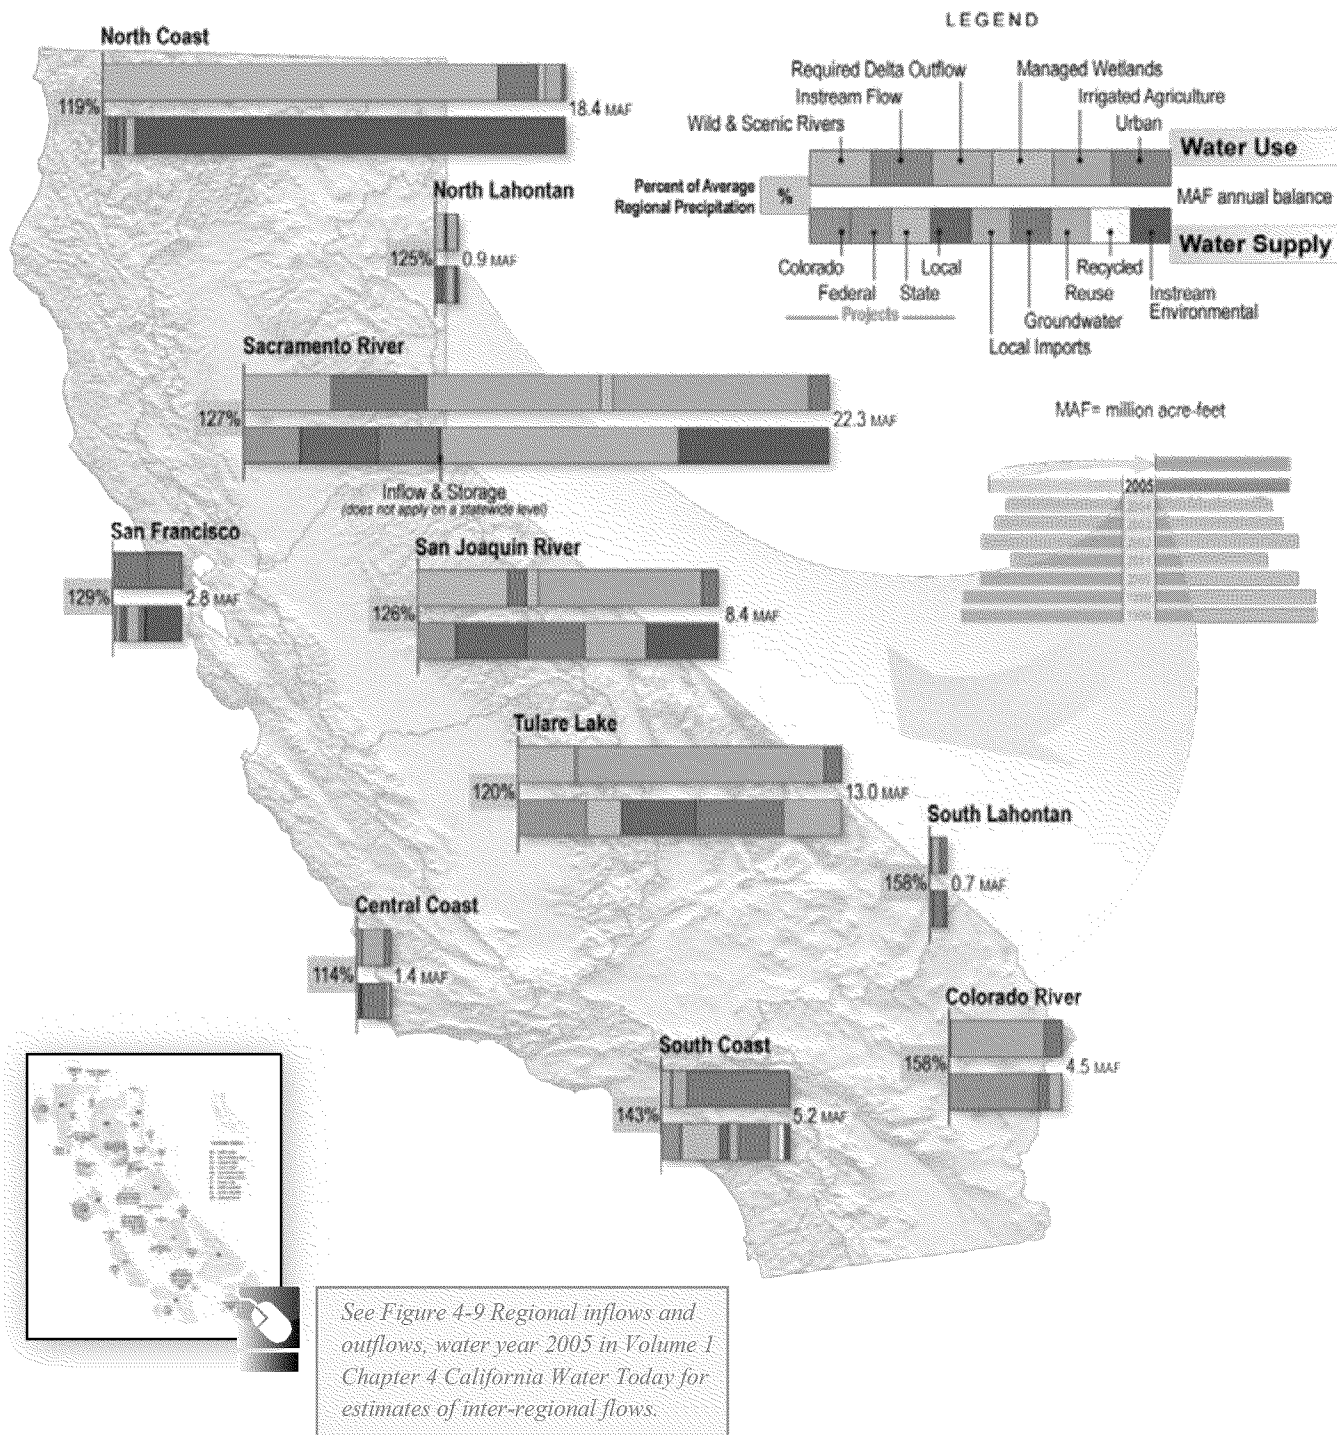 LEGEND
Required Delta Outflow
Managed Wetlands
Instream Flow
Irrigated Agriculture
Wild & Scenic Rivers
Urban
Water Use
Percent of Average
Regional Precipitation
%
MAF annual balance
Water Supply
Colorado
Local
Recycled
Federal
State
Reuse
Instream
Environmental
Projects
Groundwater
Local Imports
MAF= million acre-feet
2005
North Coast
119%
18.4 MAF
North Lahontan
125%
0.9 MAF
Sacramento River
127%
22.3 MAF
Inflow & Storage
(does not apply on a statewide level)
San Francisco
129%
2.8 MAF
San Joaquin River
126%
8.4 MAF
Tulare Lake
120%
13.0 MAF
South Lahontan
158%
0.7 MAF
Central Coast
114%
1.4 MAF
Colorado River
158%
4.5 MAF
South Coast
143%
5.2 MAF
See Figure 4-9 Regional inflows and
outflows, water year 2005 in Volume 1
Chapter 4 California Water Today for
estimates of inter-regional flows.